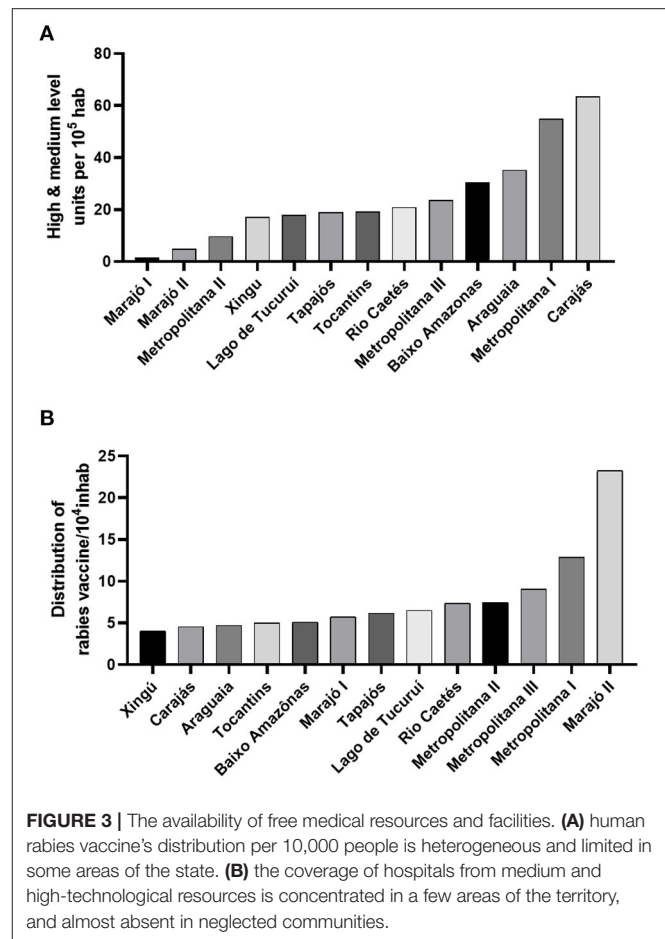 A
High & medium level
units per 10⁵ hab
80
60
40
20
0
Marajó I
Marajó II
Metropolitana II
Xingu
Lago de Tucuruí
Tapajós
Tocantins
Rio Caetés
Metropolitana III
Baixo Amazonas
Araguaia
Metropolitana I
Carajás
B
Distribution of
rabies vaccine/10⁴inhab
25
20
15
10
5
0
Xingú
Carajás
Araguaia
Tocantins
Baixo Amazônas
Marajó I
Tapajós
Lago de Tucuruí
Rio Caetés
Metropolitana II
Metropolitana III
Metropolitana I
Marajó II
FIGURE 3 | The availability of free medical resources and facilities. (A) human
rabies vaccine's distribution per 10,000 people is heterogeneous and limited in
some areas of the state. (B) the coverage of hospitals from medium and
high-technological resources is concentrated in a few areas of the territory,
and almost absent in neglected communities.